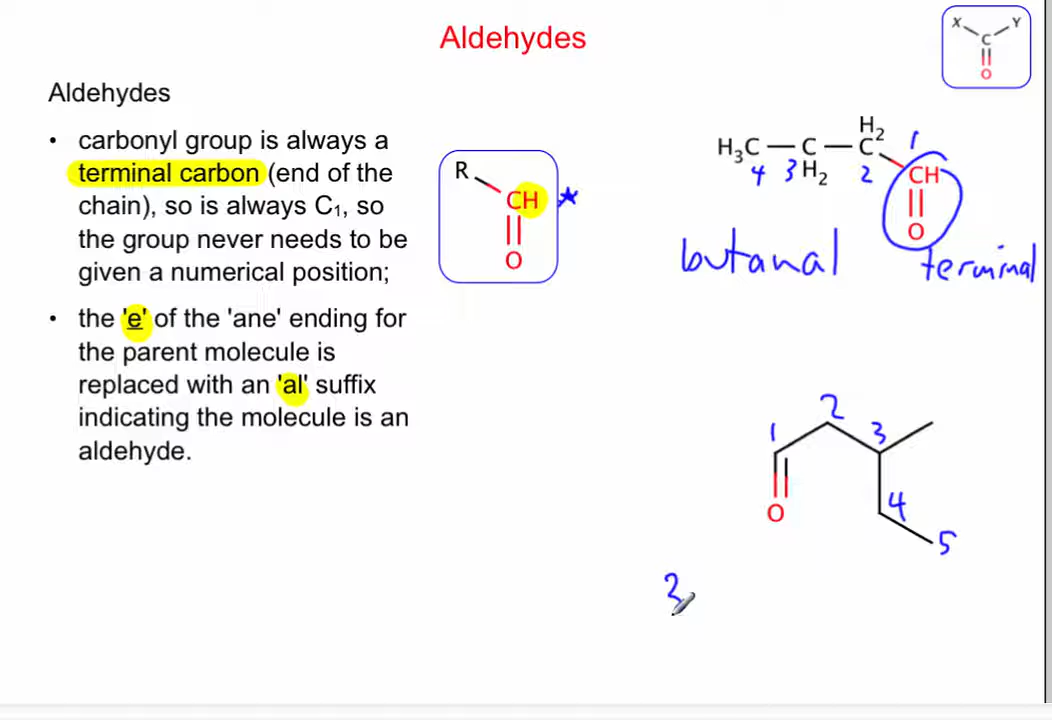 Aldehydes
X Y
C
O
Aldehydes
• carbonyl group is always a
terminal carbon (end of the
chain), so is always C₁, so
the group never needs to be
given a numerical position;
• the 'e' of the 'ane' ending for
the parent molecule is
replaced with an 'al' suffix
indicating the molecule is an
aldehyde.
R
CH
O
H₂
H₃C — C — C
1
4 3 H₂ 2
CH
O
butanal
terminal
2
1 3
O
4
5
3